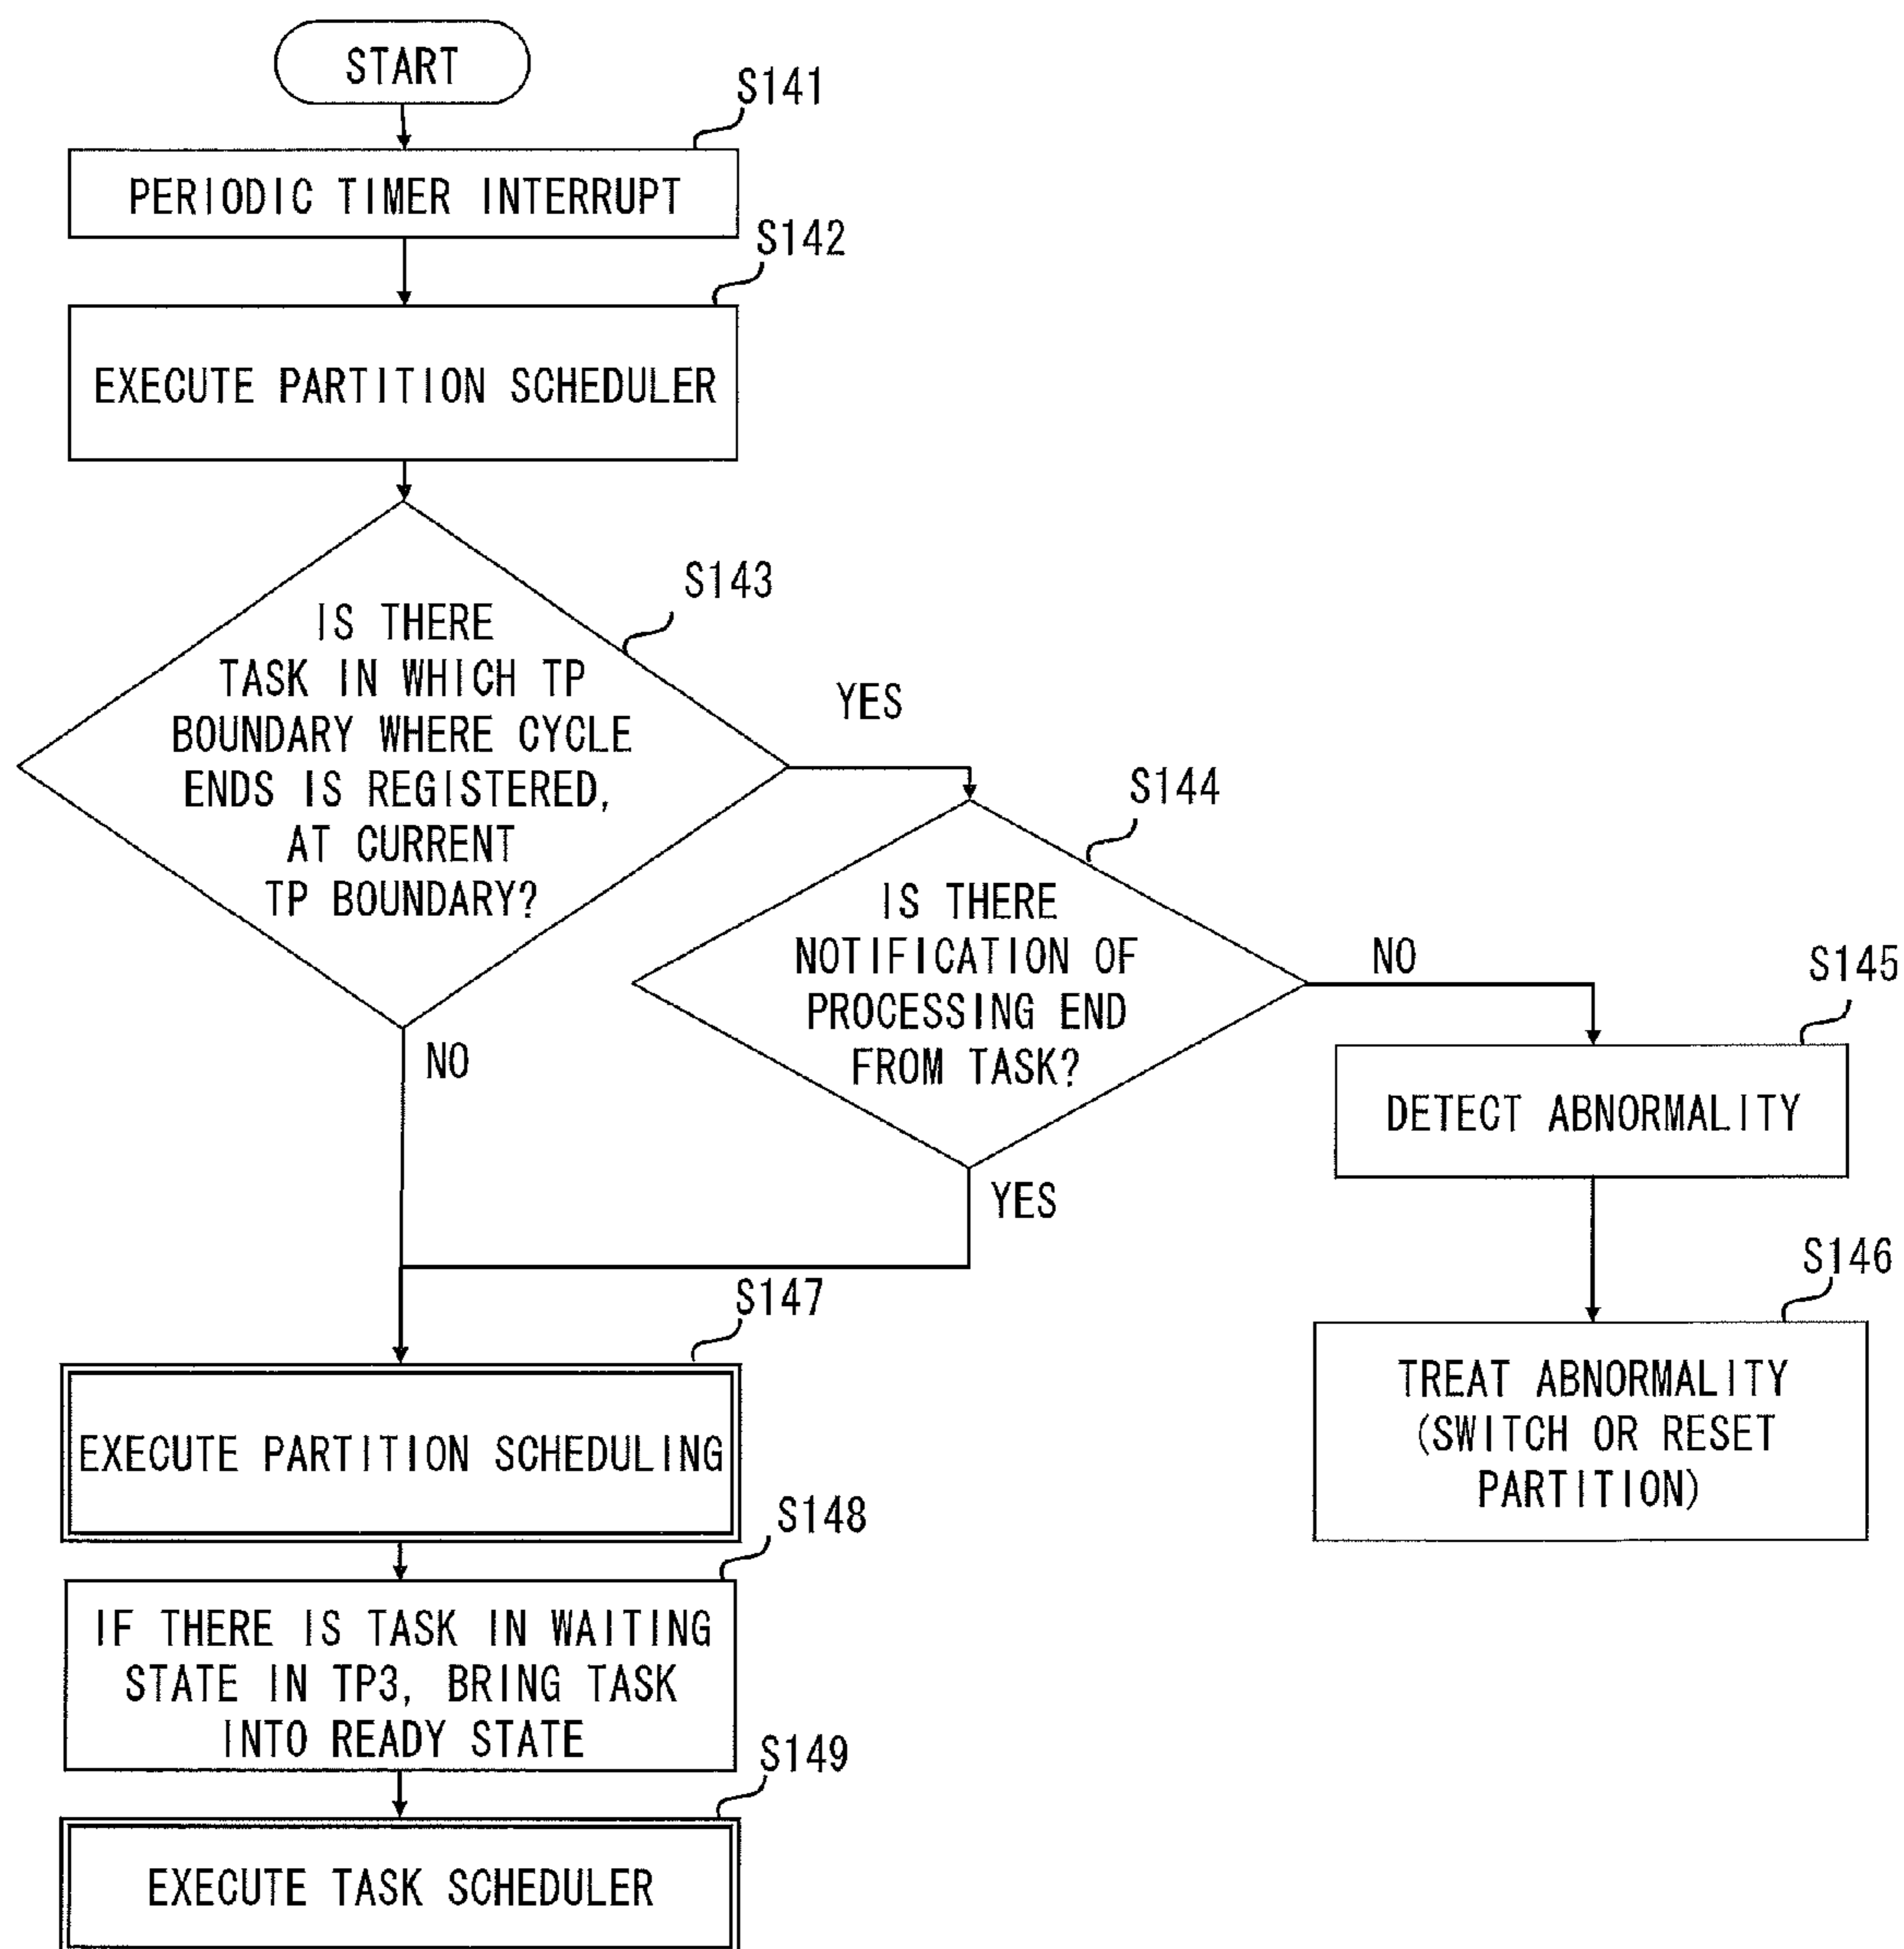 START
S141
PERIODIC TIMER INTERRUPT
S142
EXECUTE PARTITION SCHEDULER
S143
IS THERE
TASK IN WHICH TP
BOUNDARY WHERE CYCLE
ENDS IS REGISTERED,
AT CURRENT
TP BOUNDARY?
YES
NO
S144
IS THERE
NOTIFICATION OF
PROCESSING END
FROM TASK?
NO
YES
S145
DETECT ABNORMALITY
S146
TREAT ABNORMALITY
(SWITCH OR RESET
PARTITION)
S147
EXECUTE PARTITION SCHEDULING
S148
IF THERE IS TASK IN WAITING
STATE IN TP3, BRING TASK
INTO READY STATE
S149
EXECUTE TASK SCHEDULER